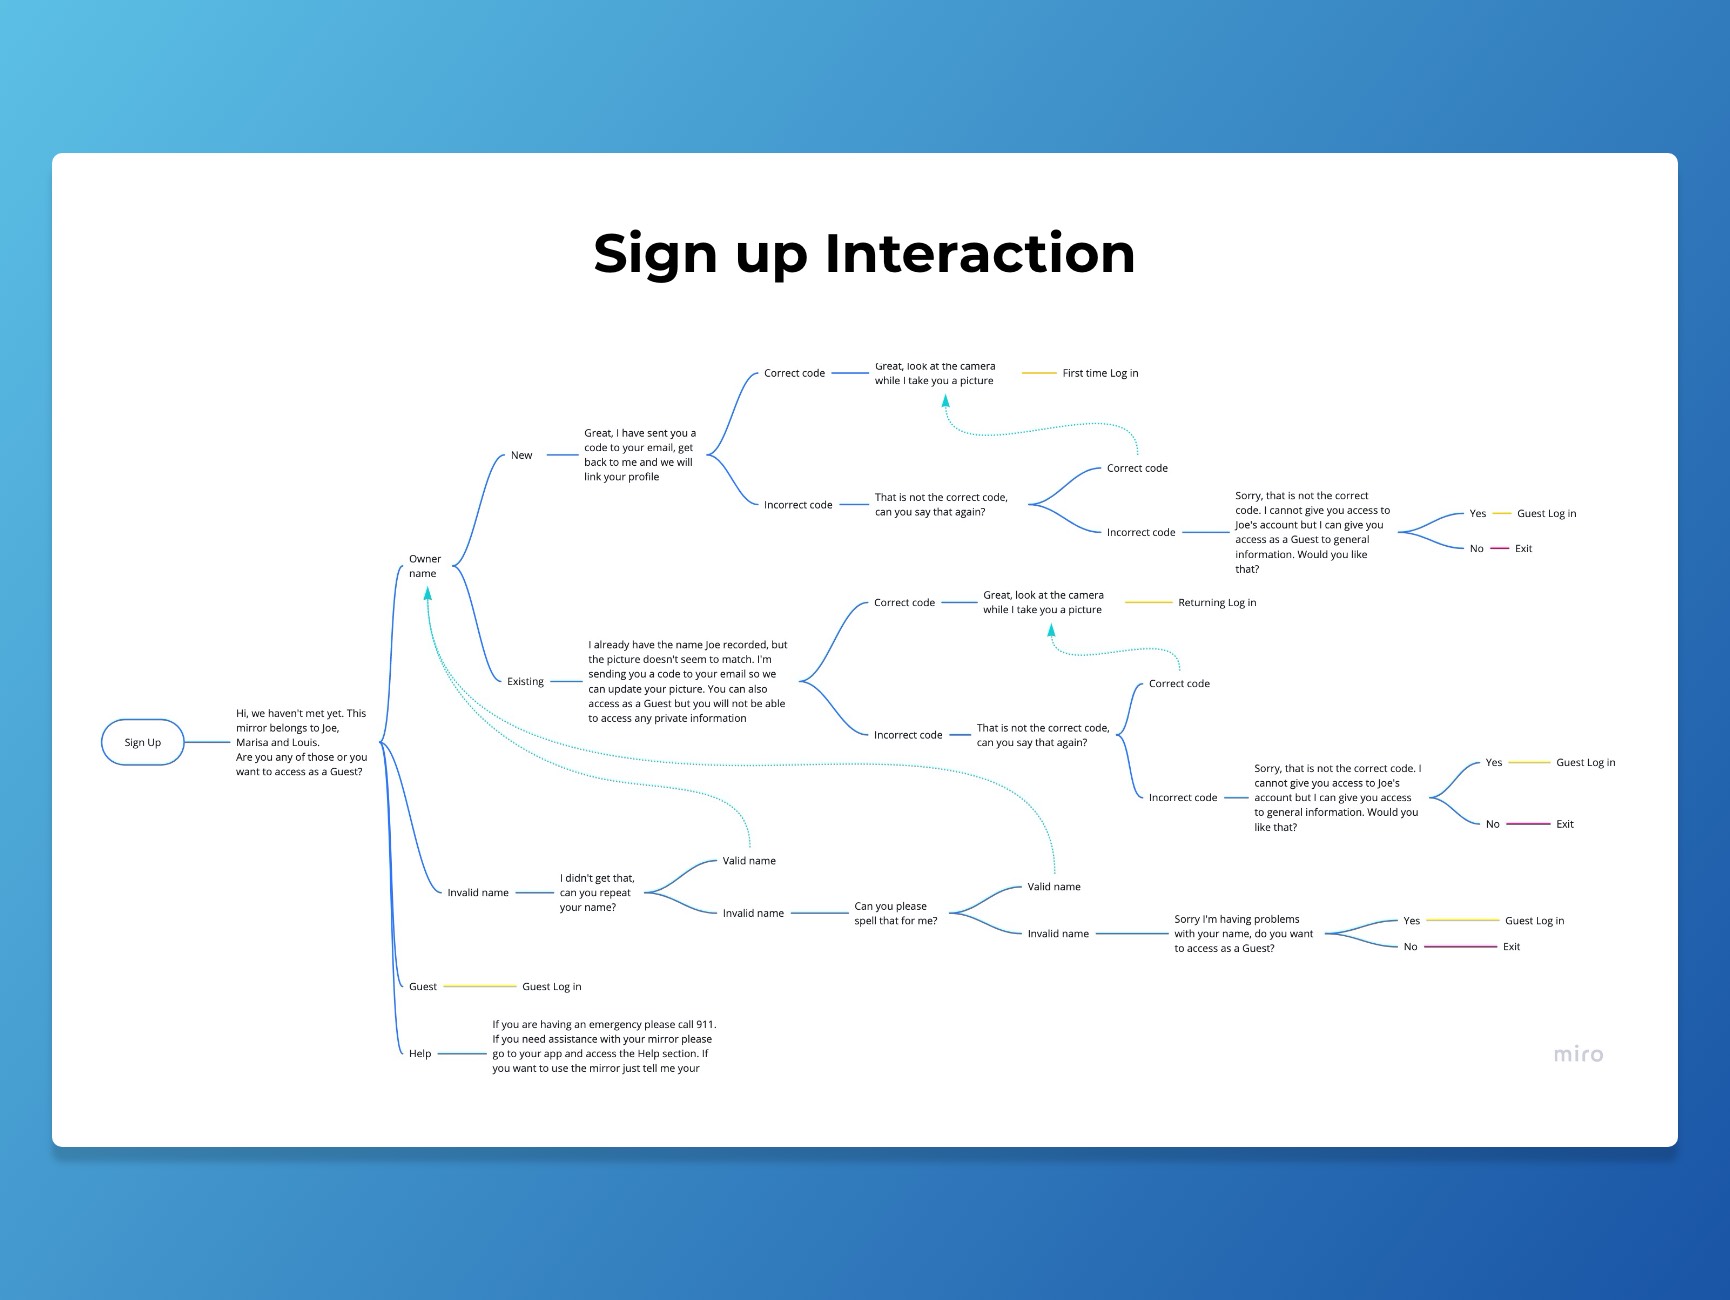 Sign up Interaction
Sign Up
Hi, we haven't met yet. This
mirror belongs to Joe,
Marisa and Louis.
Are you any of those or you
want to access as a Guest?
Owner
name
New
Great, I have sent you a
code to your email, get
back to me and we will
link your profile
Correct code
Great, look at the camera
while I take you a picture
First time Log in
Incorrect code
That is not the correct code,
can you say that again?
Correct code
Incorrect code
Sorry, that is not the correct
code. I cannot give you access to
Joe's account but I can give you
access as a Guest to general
information. Would you like
that?
Yes
Guest Log in
No
Exit
Existing
I already have the name Joe recorded, but
the picture doesn't seem to match. I'm
sending you a code to your email so we
can update your picture. You can also
access as a Guest but you will not be able
to access any private information
Correct code
Great, look at the camera
while I take you a picture
Returning Log in
Incorrect code
That is not the correct code,
can you say that again?
Correct code
Incorrect code
Sorry, that is not the correct code. I
cannot give you access to Joe's
account but I can give you access
to general information. Would you
like that?
Yes
Guest Log in
No
Exit
Invalid name
I didn't get that,
can you repeat
your name?
Valid name
Invalid name
Can you please
spell that for me?
Valid name
Invalid name
Sorry I'm having problems
with your name, do you want
to access as a Guest?
Yes
Guest Log in
No
Exit
Guest
Guest Log in
Help
If you are having an emergency please call 911.
If you need assistance with your mirror please
go to your app and access the Help section. If
you want to use the mirror just tell me your
miro